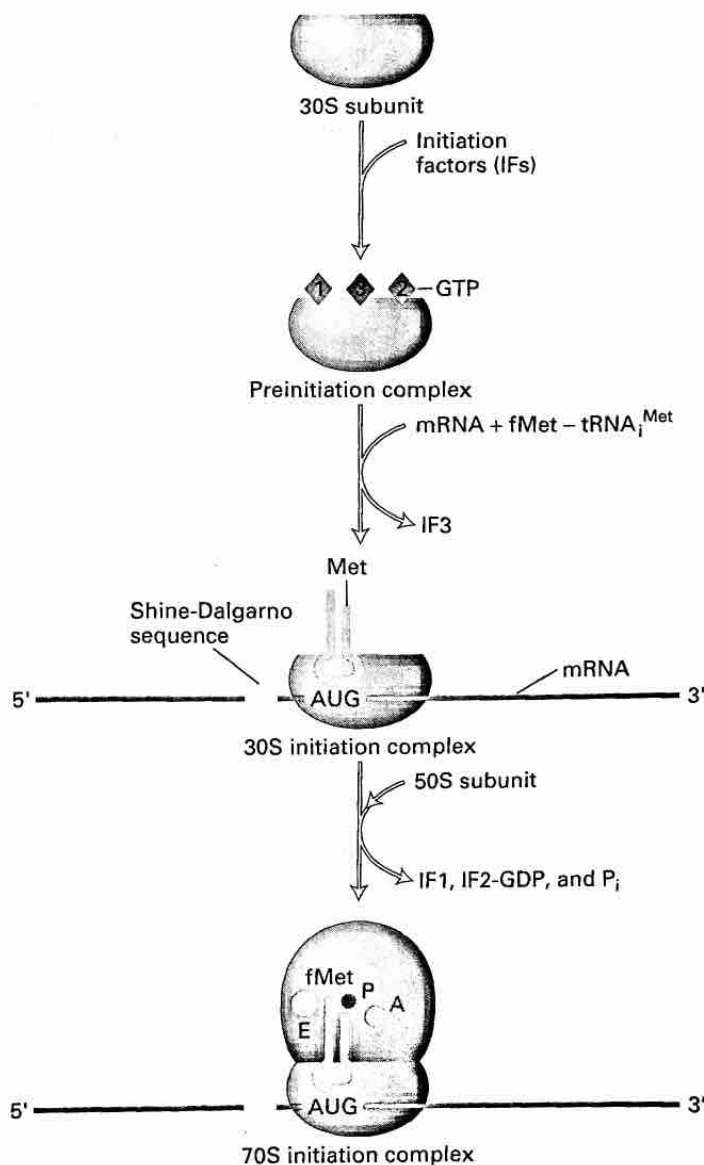 30S subunit
Initiation
factors (IFs)
1 3 2 – GTP
Preinitiation complex
mRNA + fMet – tRNAᵢᴹᵉᵗ
IF3
Met
Shine-Dalgarno
sequence
mRNA
5' AUG 3'
30S initiation complex
50S subunit
IF1, IF2-GDP, and Pᵢ
fMet P A
E
5' AUG 3'
70S initiation complex